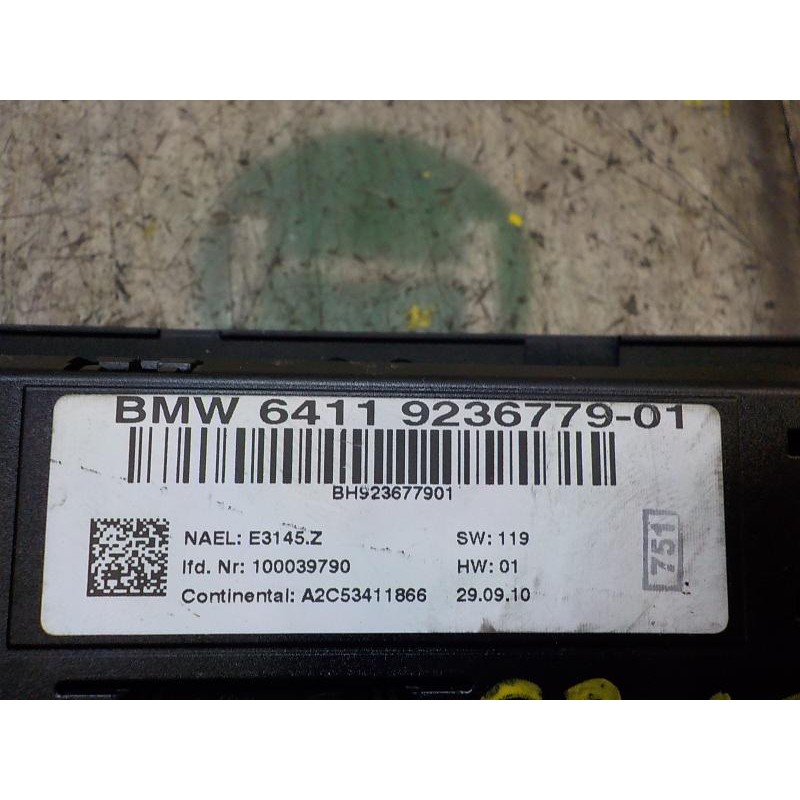 BMW 6411 9236779-01
BH923677901
NAEL: E3145.Z
SW: 119
lfd. Nr: 100039790
HW: 01
Continental: A2C53411866
29.09.10
751